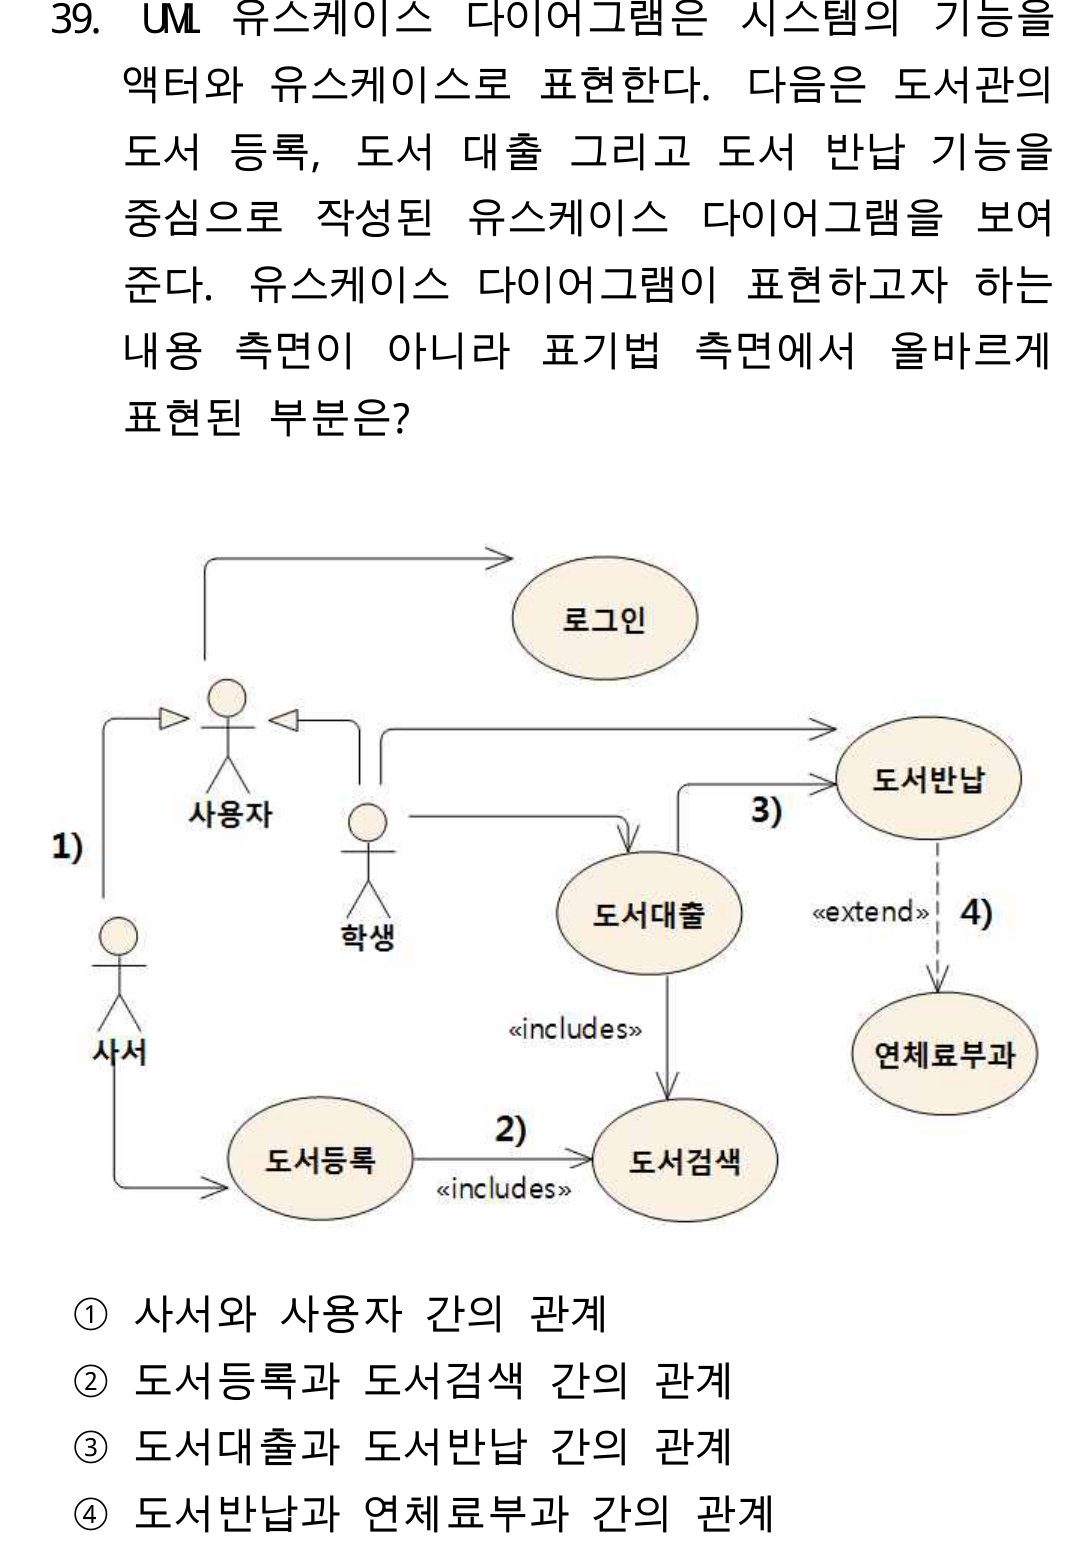 39. UML 유스케이스 다이어그램은 시스템의 기능을
액터와 유스케이스로 표현한다. 다음은 도서관의
도서 등록, 도서 대출 그리고 도서 반납 기능을
중심으로 작성된 유스케이스 다이어그램을 보여
준다. 유스케이스 다이어그램이 표현하고자 하는
내용 측면이 아니라 표기법 측면에서 올바르게
표현된 부분은?
로그인
사용자
도서반납
3)
1)
학생
도서대출
«extend» 4)
사서
«includes»
연체료부과
2)
도서등록
도서검색
«includes»
① 사서와 사용자 간의 관계
② 도서등록과 도서검색 간의 관계
③ 도서대출과 도서반납 간의 관계
④ 도서반납과 연체료부과 간의 관계